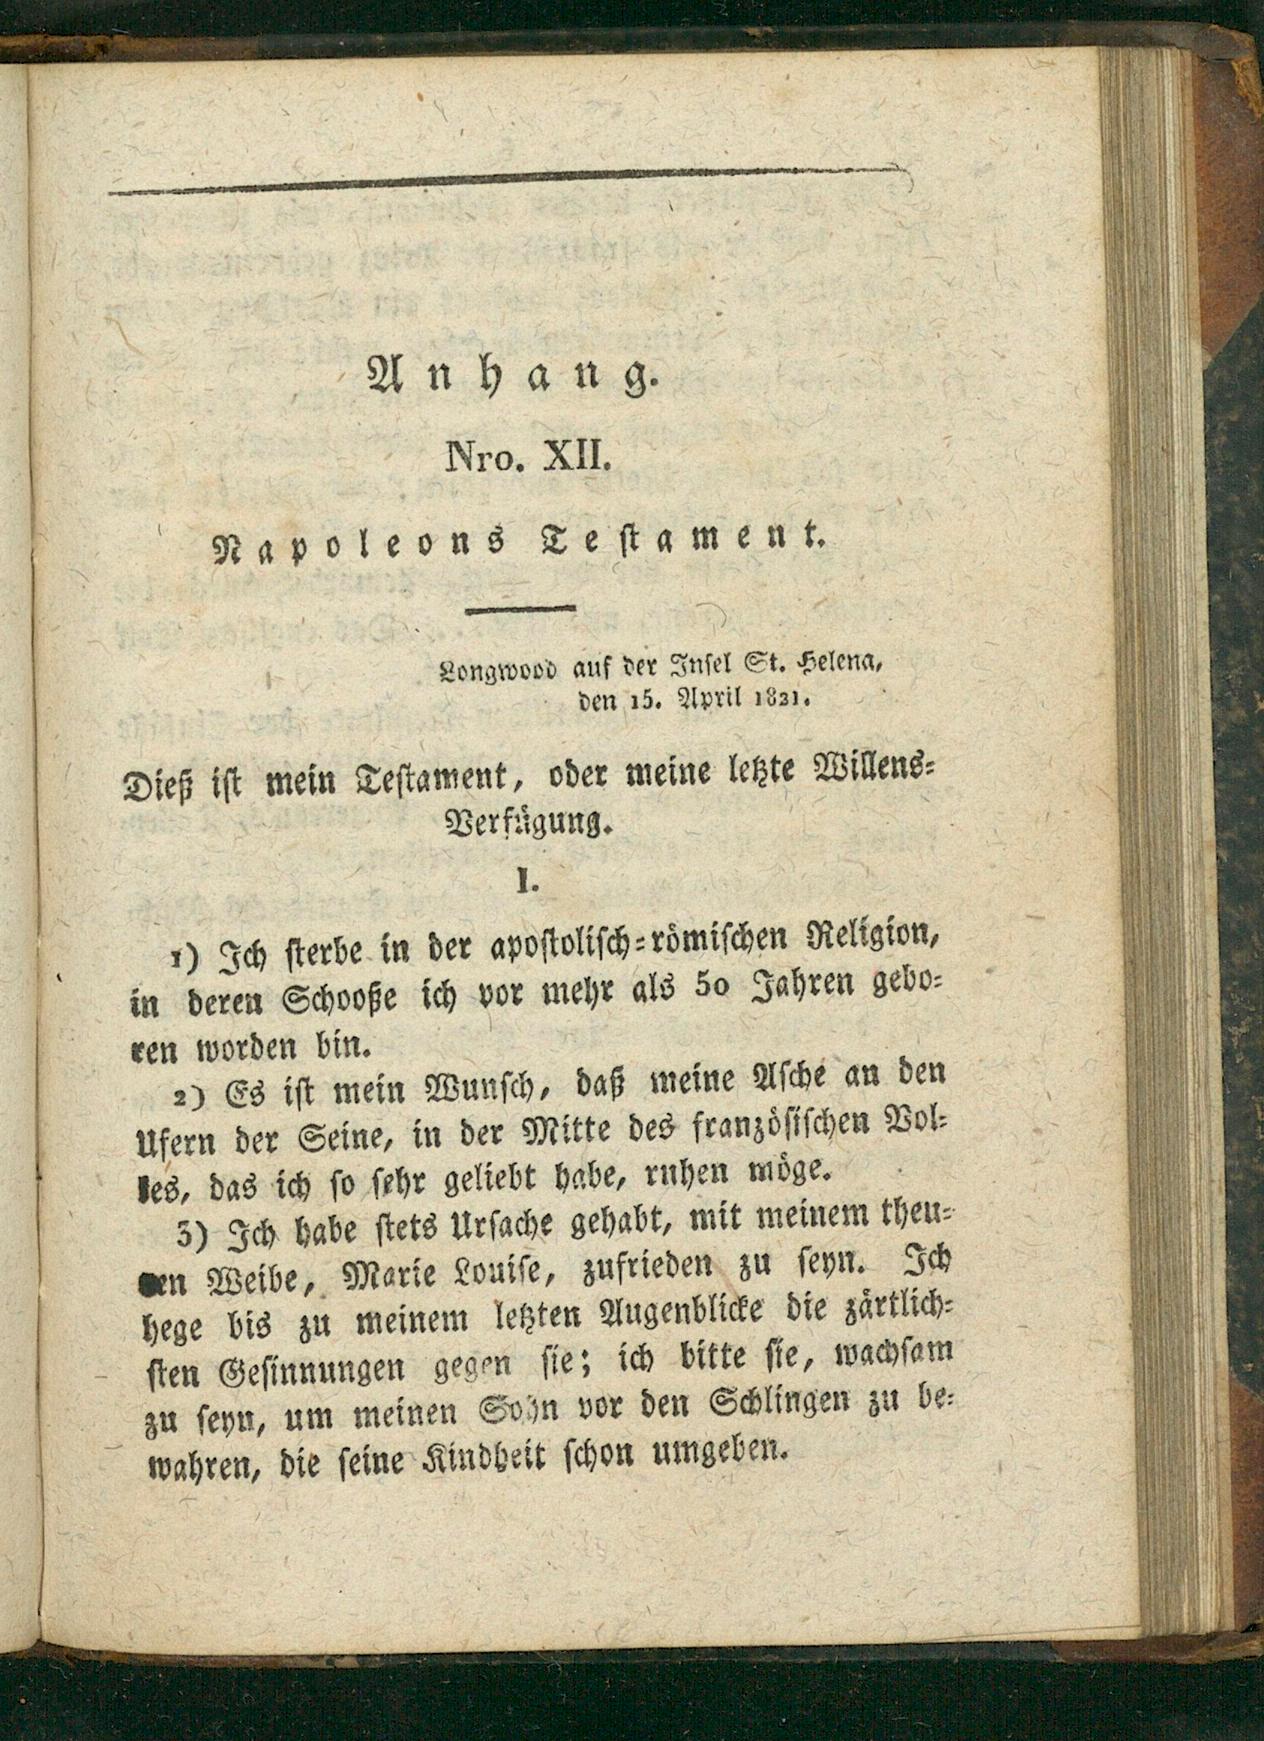 Anhang.
Nro. XII.
Napoleons Testament.
Longwood auf der Insel St. Helena,
den 15. April 1821.
Dieß ist mein Testament, oder meine letzte Willens-
Verfügung.
I.
1) Ich sterbe in der apostolisch-römischen Religion,
in deren Schooße ich vor mehr als 50 Jahren gebo-
ren worden bin.
2) Es ist mein Wunsch, daß meine Asche an den
Ufern der Seine, in der Mitte des französischen Vol-
kes, das ich so sehr geliebt habe, ruhen möge.
3) Ich habe stets Ursache gehabt, mit meinem theu-
ren Weibe, Marie Louise, zufrieden zu seyn. Ich
hege bis zu meinem letzten Augenblicke die zärtlich-
sten Gesinnungen gegen sie; ich bitte sie, wachsam
zu seyn, um meinen Sohn vor den Schlingen zu be-
wahren, die seine Kindheit schon umgeben.